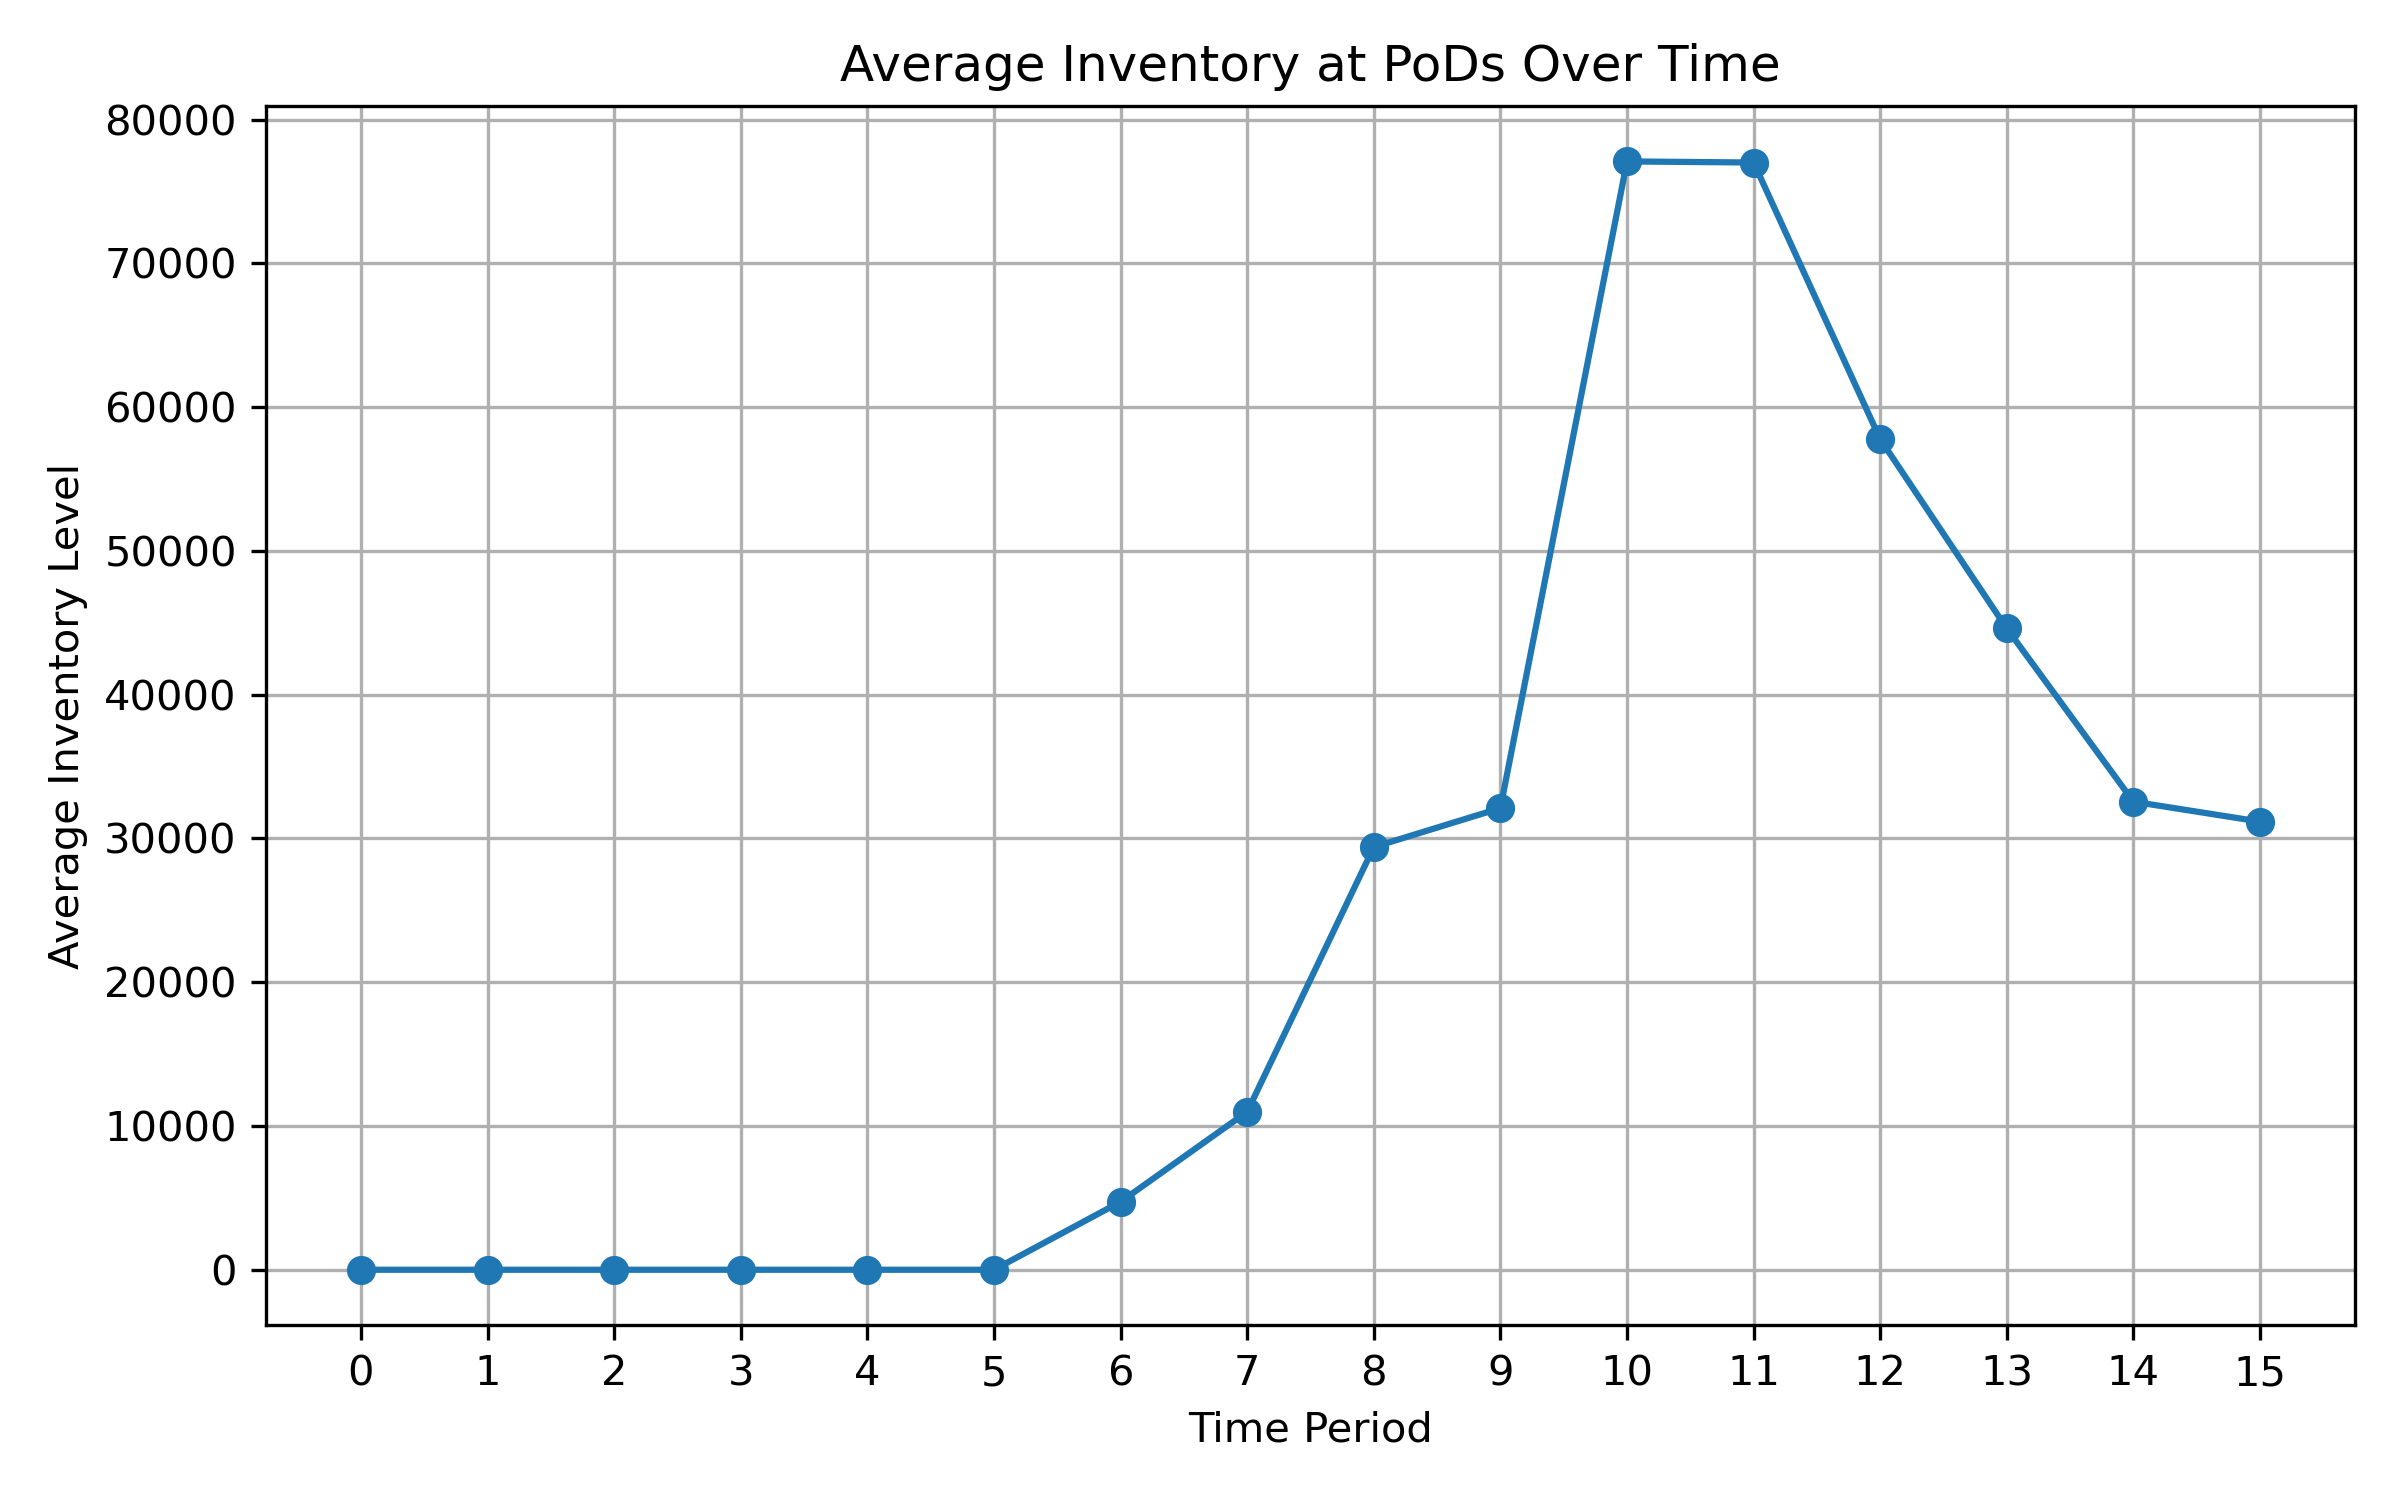 Average Inventory at PoDs Over Time
80000
70000
60000
50000
40000
30000
20000
10000
0
Average Inventory Level
0 1 2 3 4 5 6 7 8 9 10 11 12 13 14 15
Time Period